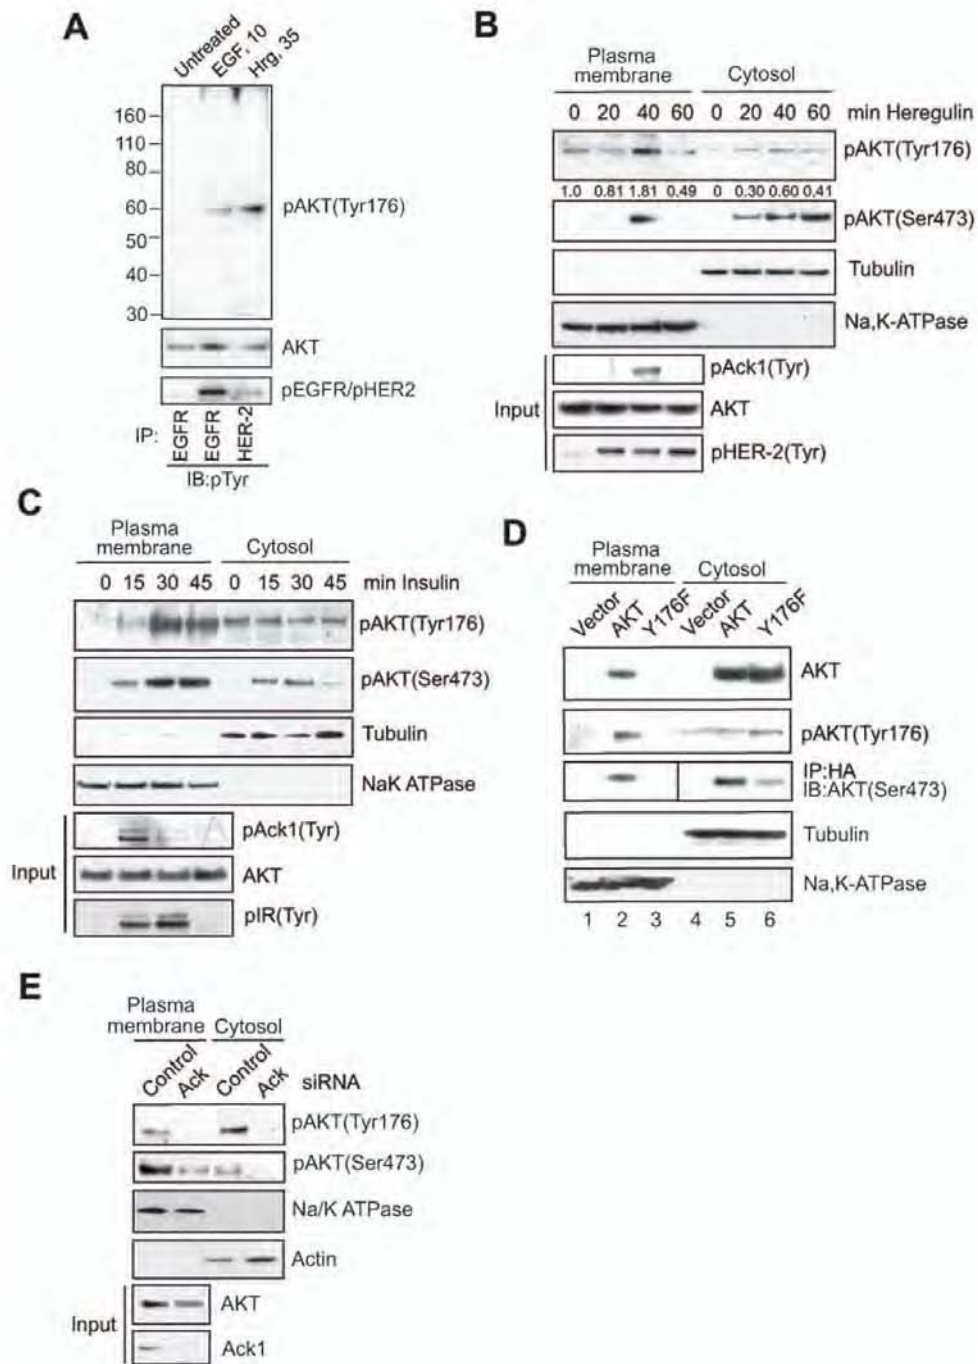 A
Untreated
EGF, 10
Hrg, 35
160
110
80
60
50
40
30
pAKT(Tyr176)
AKT
pEGFR/pHER2
IP:
EGFR
EGFR
HER-2
IB:pTyr
B
Plasma
membrane
Cytosol
0 20 40 60 0 20 40 60 min Heregulin
pAKT(Tyr176)
1.0 0.81 1.81 0.49 0 0.30 0.60 0.41
pAKT(Ser473)
Tubulin
Na,K-ATPase
pAck1(Tyr)
Input
AKT
pHER-2(Tyr)
C
Plasma
membrane
Cytosol
0 15 30 45 0 15 30 45 min Insulin
pAKT(Tyr176)
pAKT(Ser473)
Tubulin
NaK ATPase
pAck1(Tyr)
Input
AKT
pIR(Tyr)
D
Plasma
membrane
Cytosol
Vector
AKT
Y176F
Vector
AKT
Y176F
AKT
pAKT(Tyr176)
IP:HA
IB:AKT(Ser473)
Tubulin
Na,K-ATPase
1 2 3 4 5 6
E
Plasma
membrane
Cytosol
Control
Ack
Control
Ack
siRNA
pAKT(Tyr176)
pAKT(Ser473)
Na/K ATPase
Actin
Input
AKT
Ack1